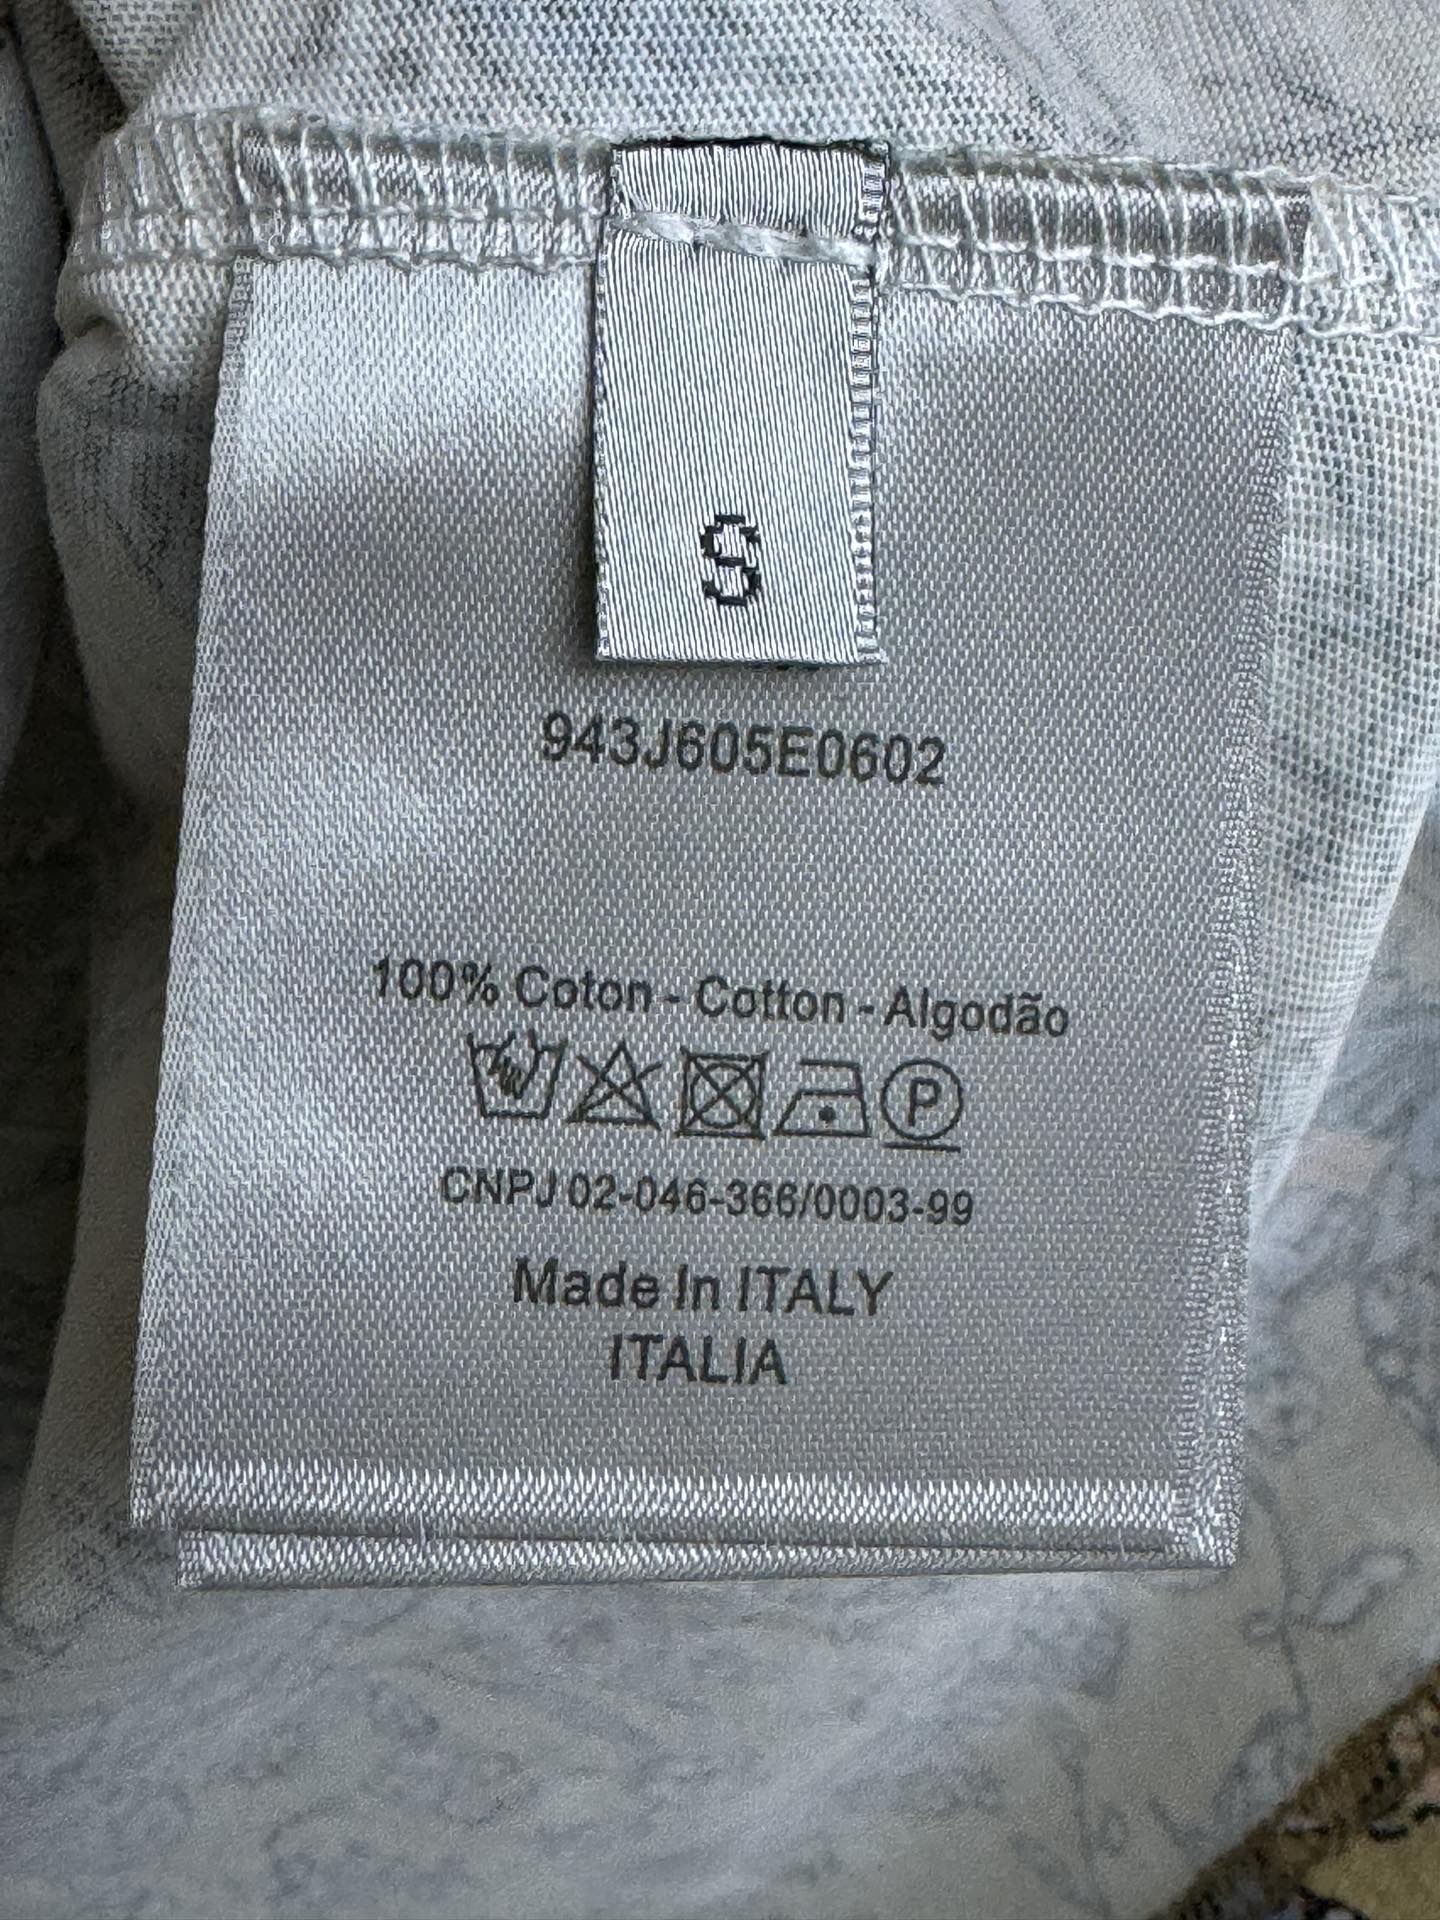 S
943J605E0602
100% Coton - Cotton - Algodão
P
CNPJ 02-046-366/0003-99
Made In ITALY
ITALIA